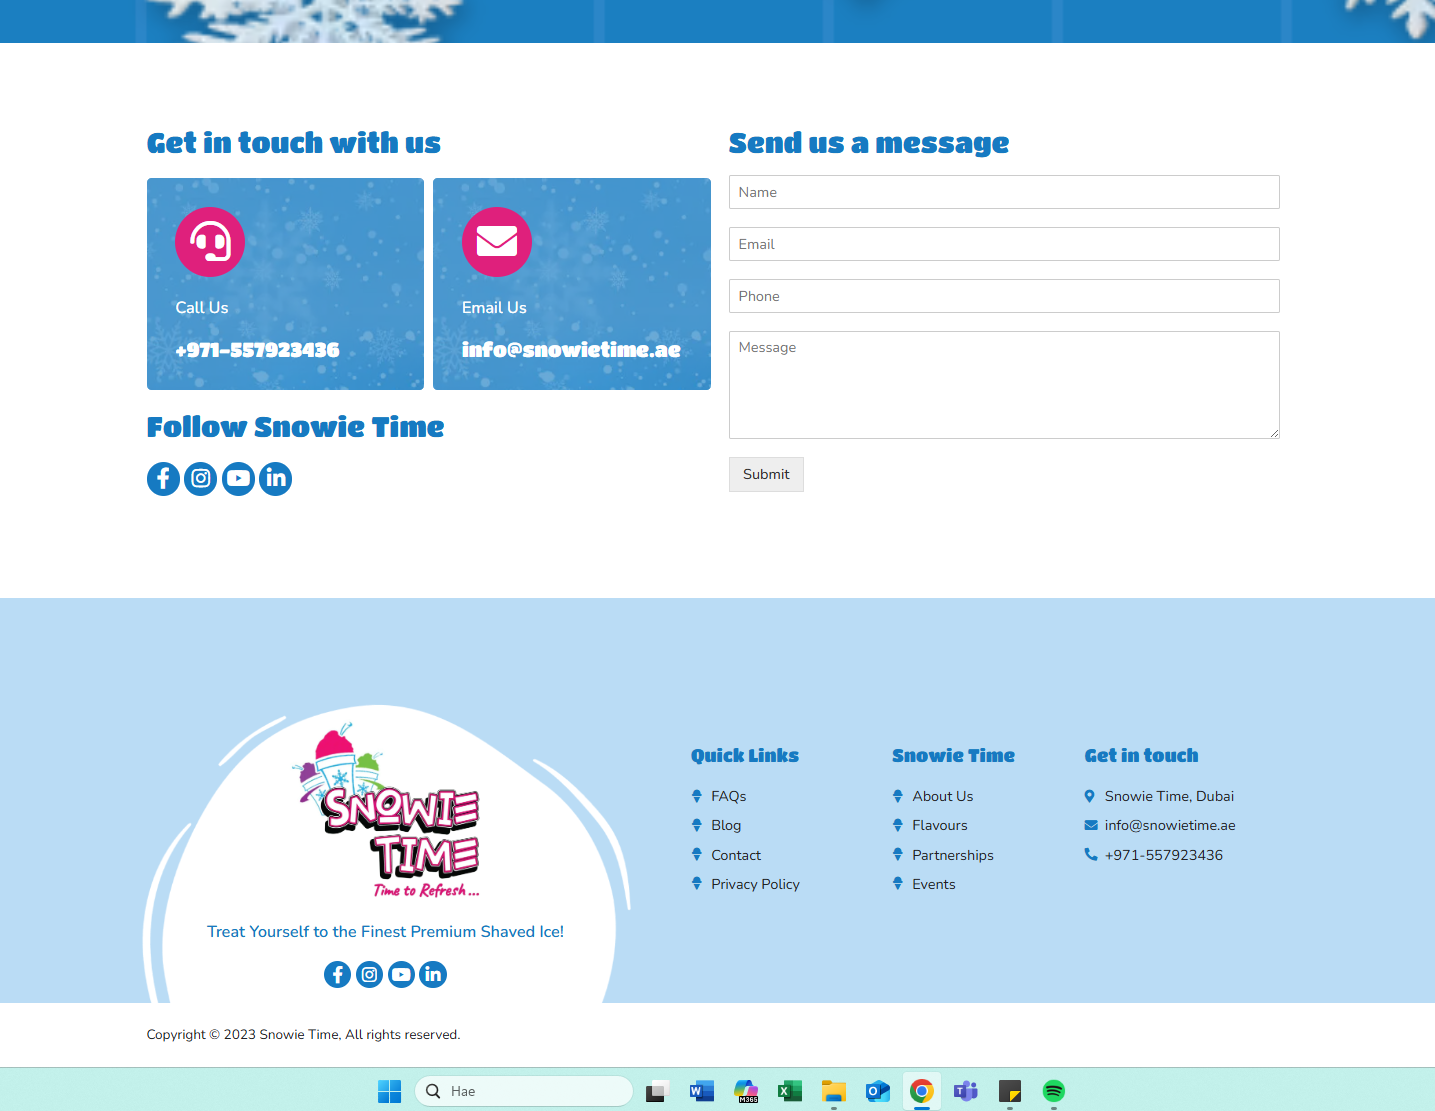 Get in touch with us
Call Us
+971-557923436
Email Us
info@snowietime.ae
Follow Snowie Time
Send us a message
Name
Email
Phone
Message
Submit
SNOWIE
TIME
Time to Refresh...
Treat Yourself to the Finest Premium Shaved Ice!
Quick Links
FAQs
Blog
Contact
Privacy Policy
Snowie Time
About Us
Flavours
Partnerships
Events
Get in touch
Snowie Time, Dubai
info@snowietime.ae
+971-557923436
Copyright © 2023 Snowie Time, All rights reserved.
Hae
M365